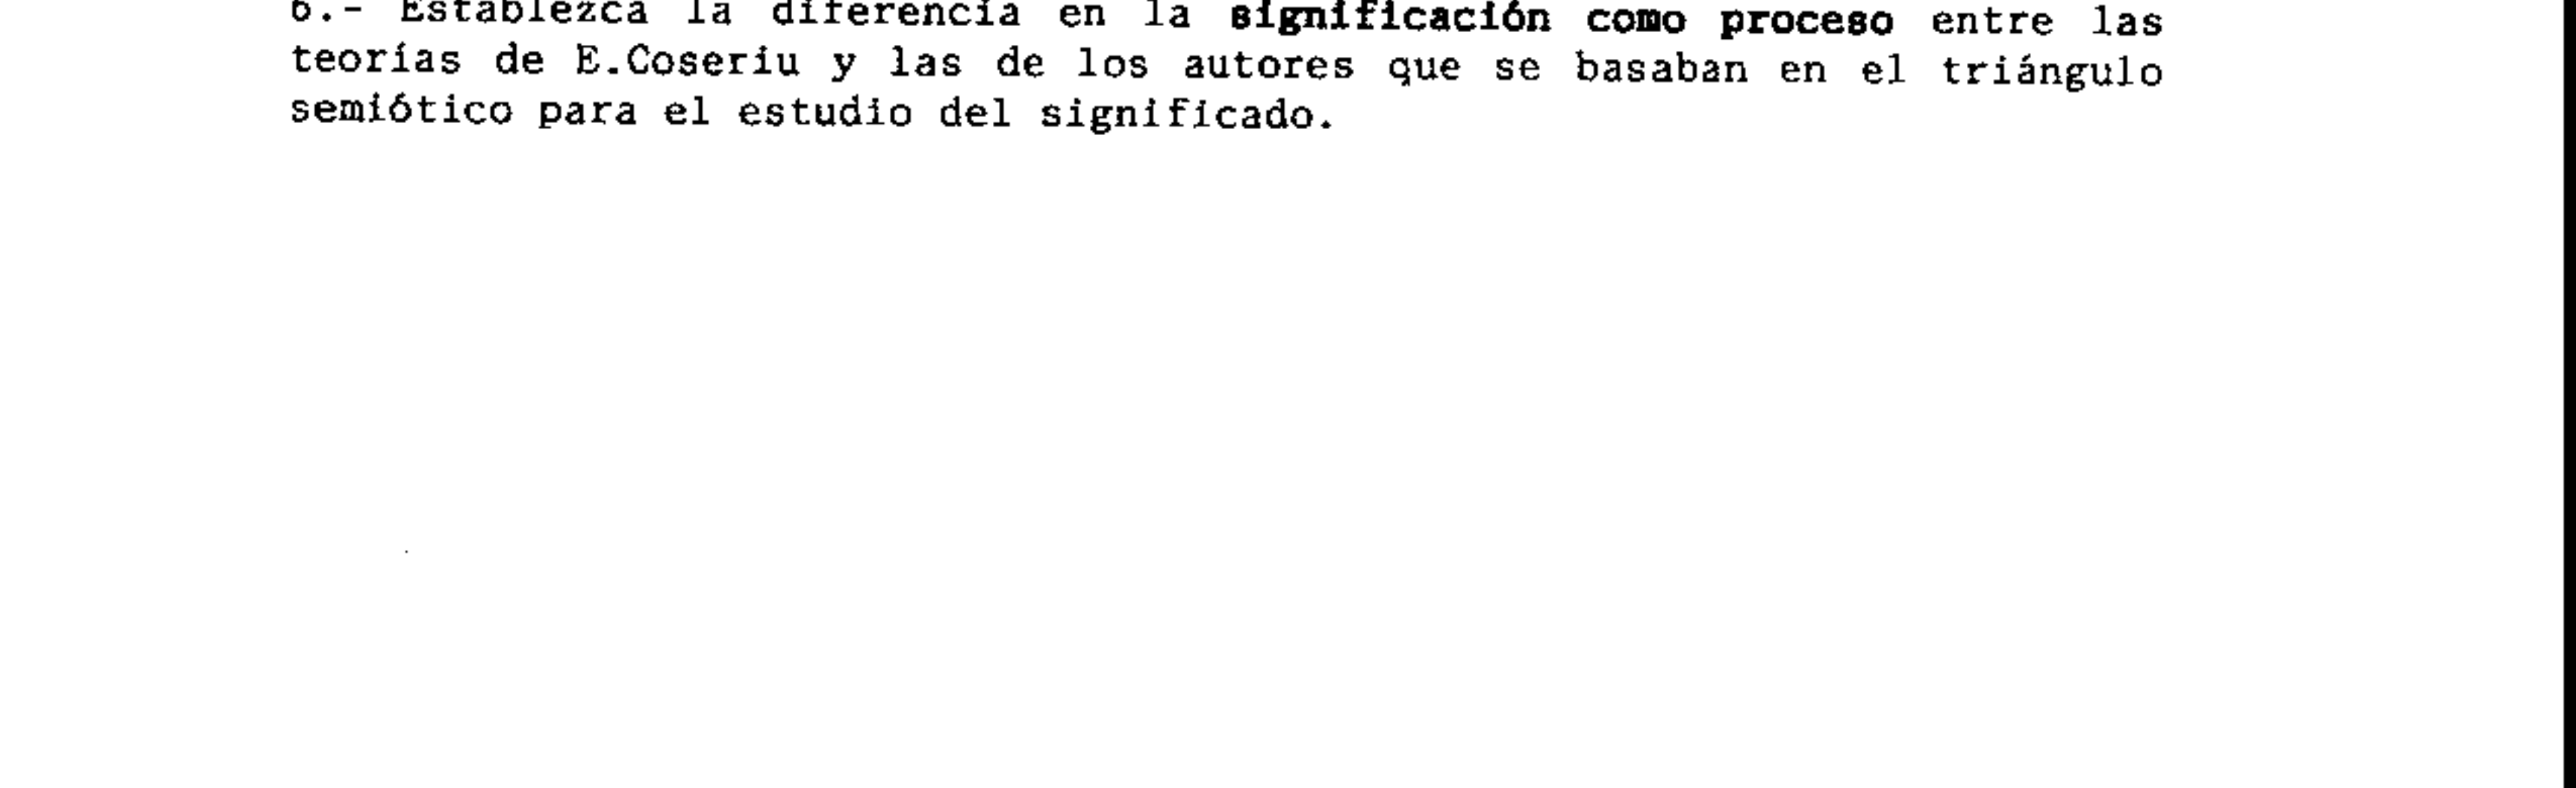 6.- Establezca la diferencia en la significación como proceso entre las
teorías de E.Coseriu y las de los autores que se basaban en el triángulo
semiótico para el estudio del significado.